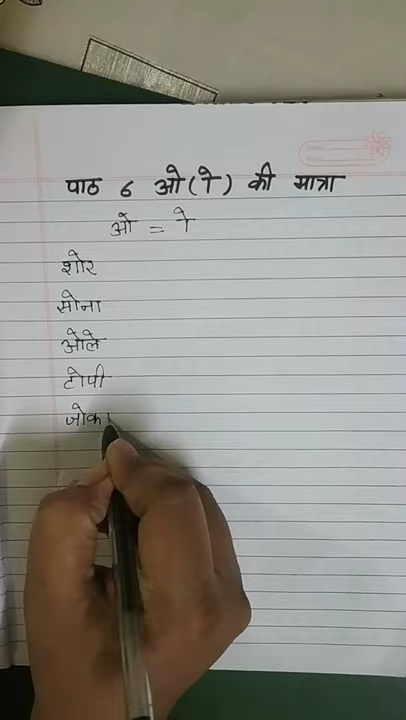 पाठ 6 ओ ( ो ) की मात्रा
ओ = ो
शोर
सोना
ओले
टोपी
जोक